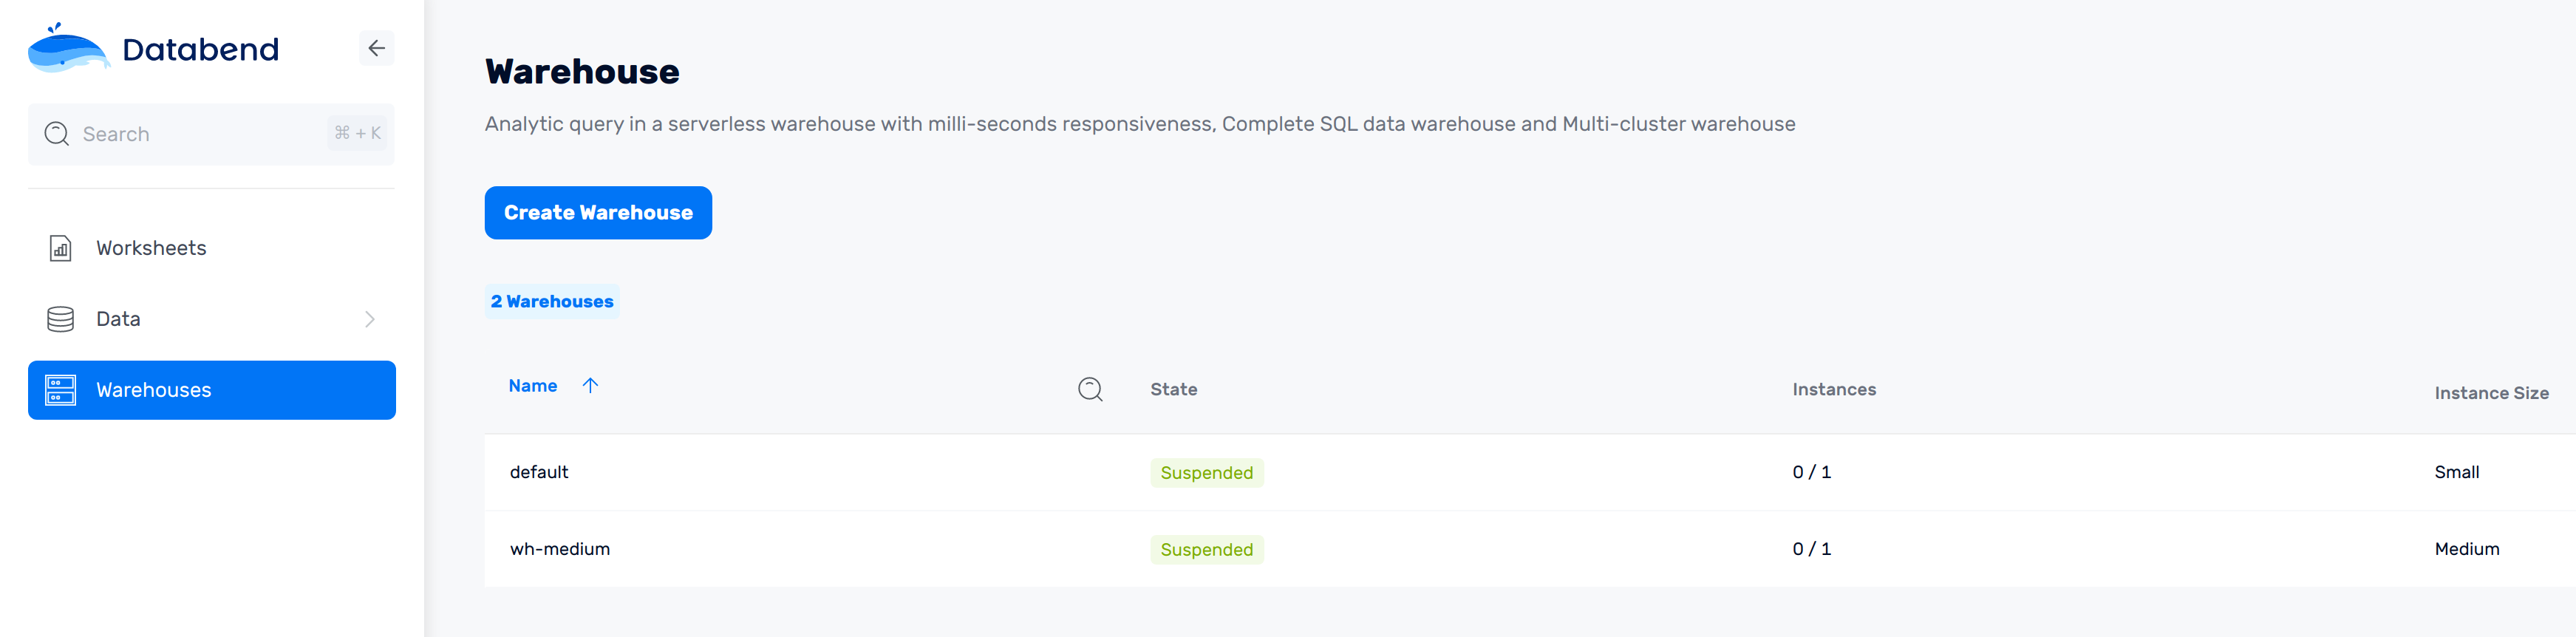 Databend
Search
⌘ + K
Worksheets
Data
Warehouses
Warehouse
Analytic query in a serverless warehouse with milli-seconds responsiveness, Complete SQL data warehouse and Multi-cluster warehouse
Create Warehouse
2 Warehouses
Name State Instances Instance Size
default Suspended 0 / 1 Small
wh-medium Suspended 0 / 1 Medium